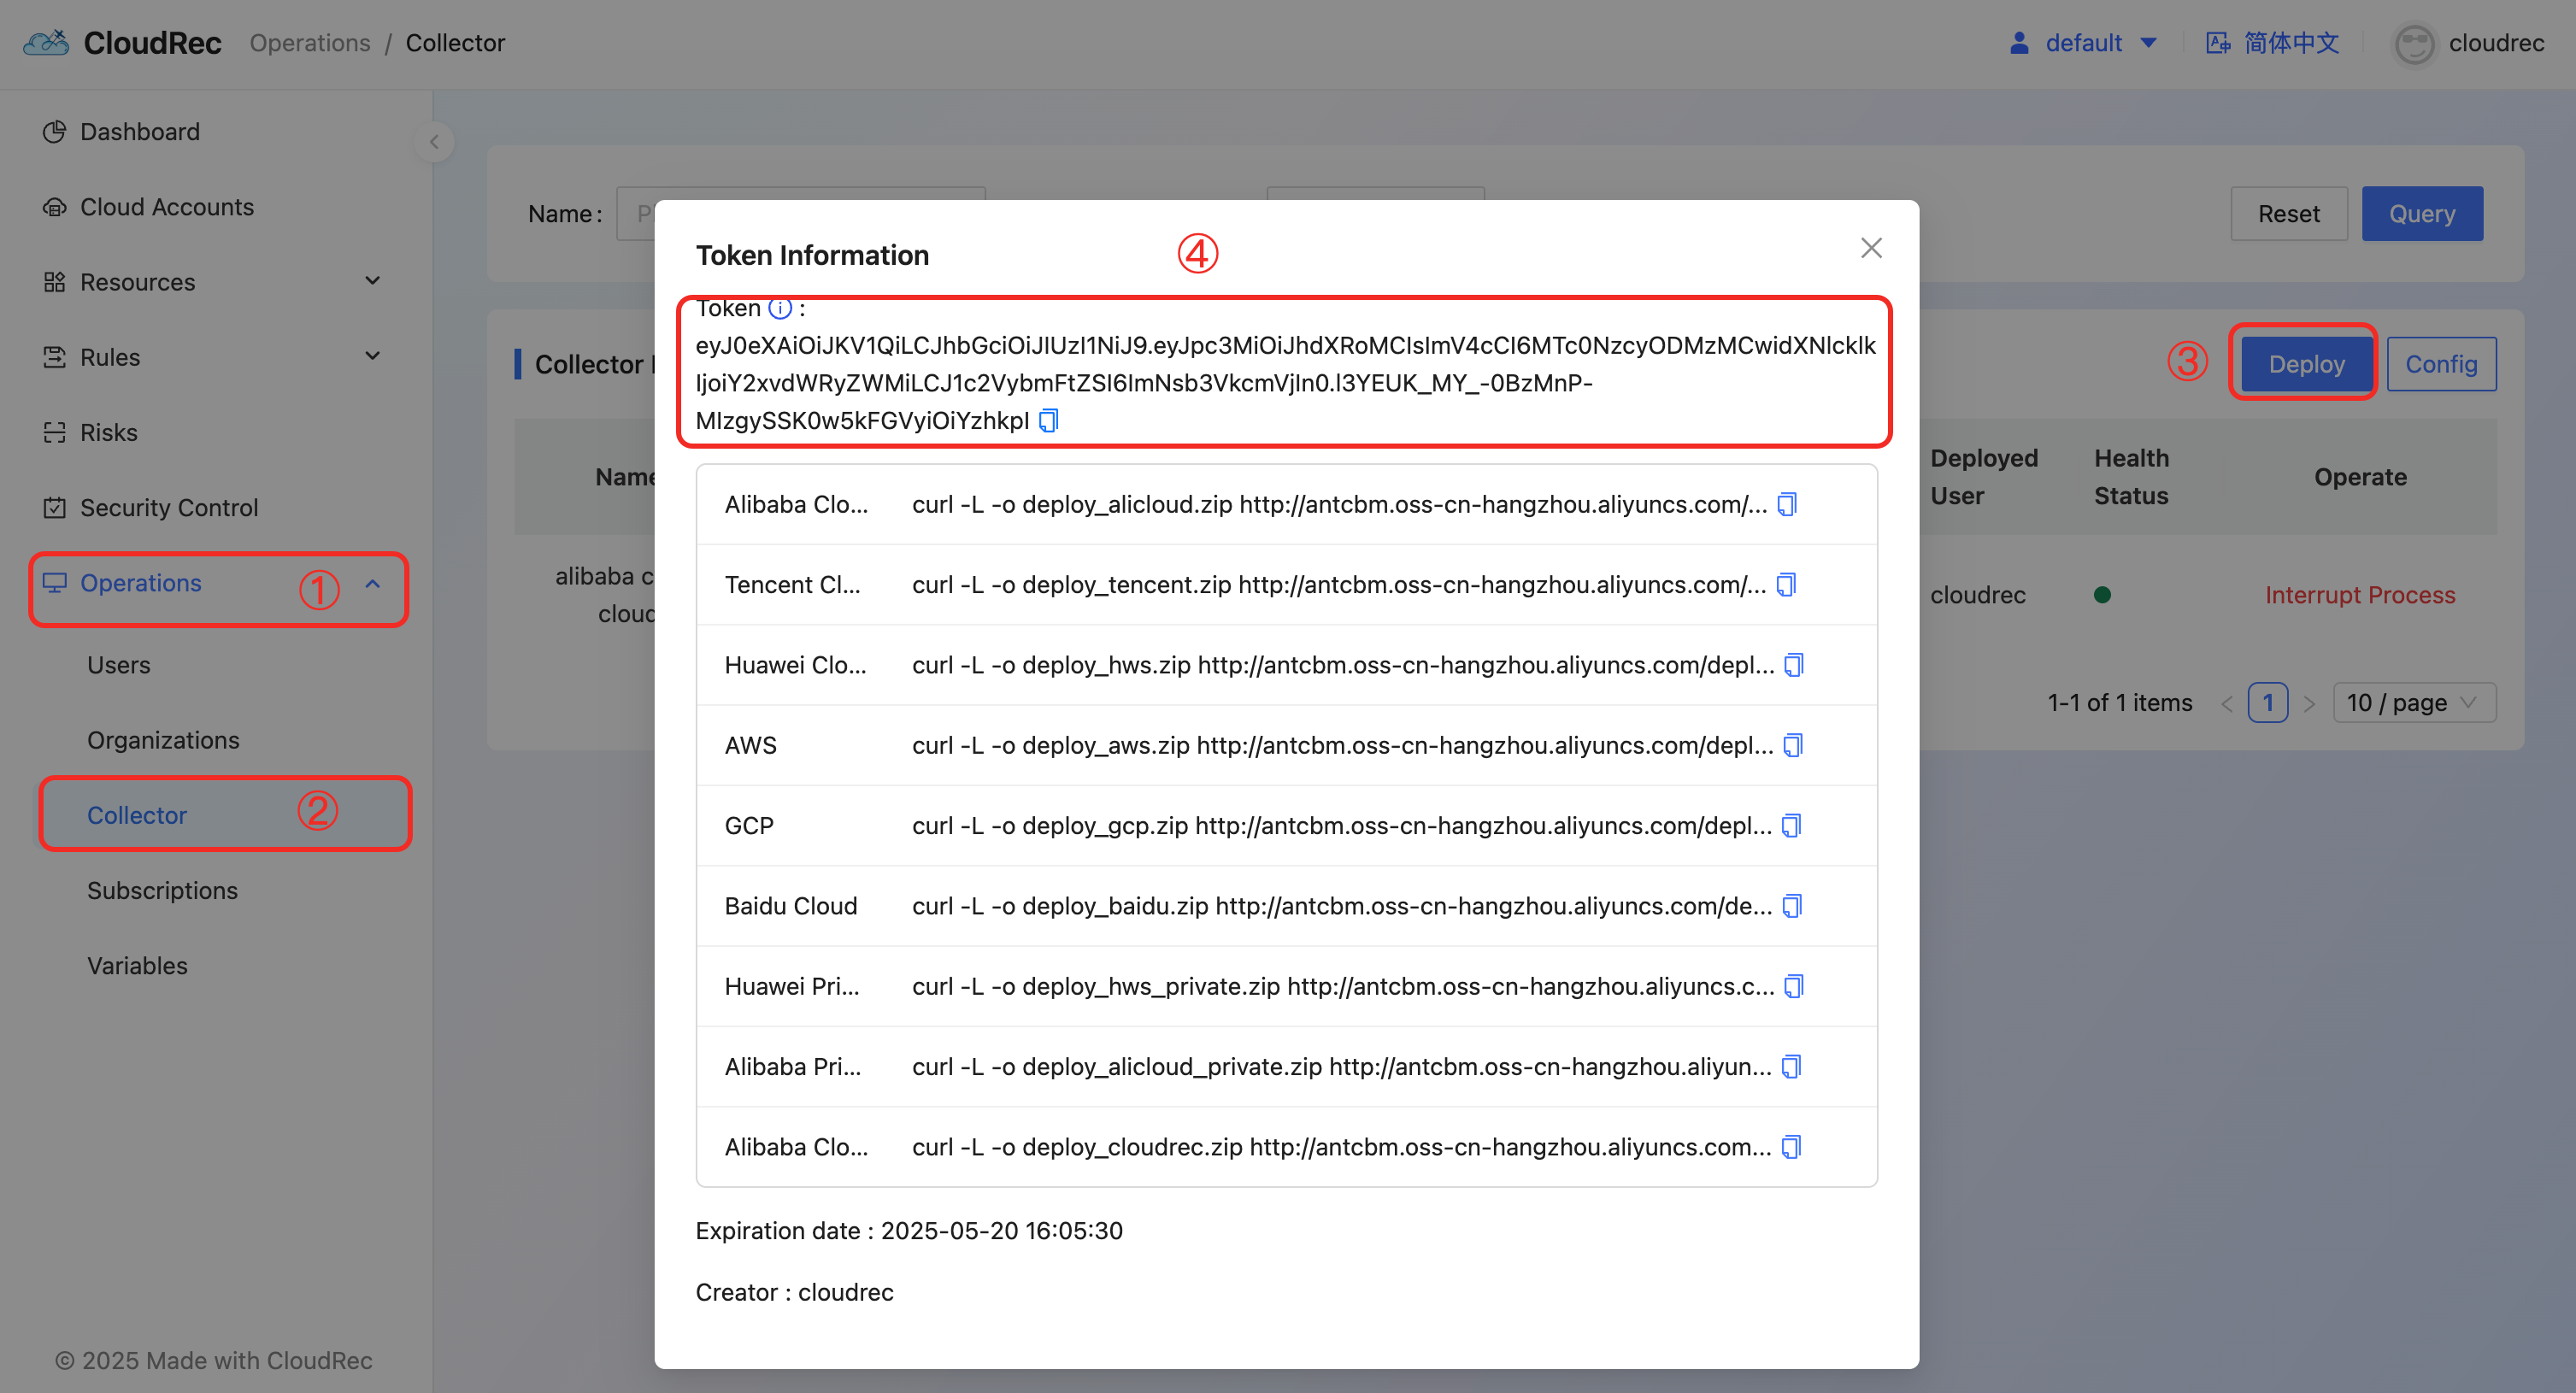 CloudRec Operations / Collector default 简体中文 cloudrec
Dashboard
Cloud Accounts
Resources
Rules
Risks
Security Control
Operations ①
Users
Organizations
Collector ②
Subscriptions
Variables
© 2025 Made with CloudRec
Name : Reset Query
Collector
③ Deploy Config
Name Deployed User Health Status Operate
alibaba c
cloud
cloudrec Interrupt Process
1-1 of 1 items < 1 > 10 / page
Token Information ④
Token :
eyJ0eXAiOiJKV1QiLCJhbGciOiJIUzI1NiJ9.eyJpc3MiOiJhdXRoMCIsImV4cCI6MTc0NzcyODMzMCwidXNlcklk
IjoiY2xvdWRyZWMiLCJ1c2VybmFtZSI6ImNsb3VkcmVjIn0.l3YEUK_MY_-0BzMnP-
MIzgySSK0w5kFGVyiOiYzhkpI
Alibaba Clo... curl -L -o deploy_alicloud.zip http://antcbm.oss-cn-hangzhou.aliyuncs.com/...
Tencent Cl... curl -L -o deploy_tencent.zip http://antcbm.oss-cn-hangzhou.aliyuncs.com/...
Huawei Clo... curl -L -o deploy_hws.zip http://antcbm.oss-cn-hangzhou.aliyuncs.com/depl...
AWS curl -L -o deploy_aws.zip http://antcbm.oss-cn-hangzhou.aliyuncs.com/depl...
GCP curl -L -o deploy_gcp.zip http://antcbm.oss-cn-hangzhou.aliyuncs.com/depl...
Baidu Cloud curl -L -o deploy_baidu.zip http://antcbm.oss-cn-hangzhou.aliyuncs.com/de...
Huawei Pri... curl -L -o deploy_hws_private.zip http://antcbm.oss-cn-hangzhou.aliyuncs.c...
Alibaba Pri... curl -L -o deploy_alicloud_private.zip http://antcbm.oss-cn-hangzhou.aliyun...
Alibaba Clo... curl -L -o deploy_cloudrec.zip http://antcbm.oss-cn-hangzhou.aliyuncs.com...
Expiration date : 2025-05-20 16:05:30
Creator : cloudrec